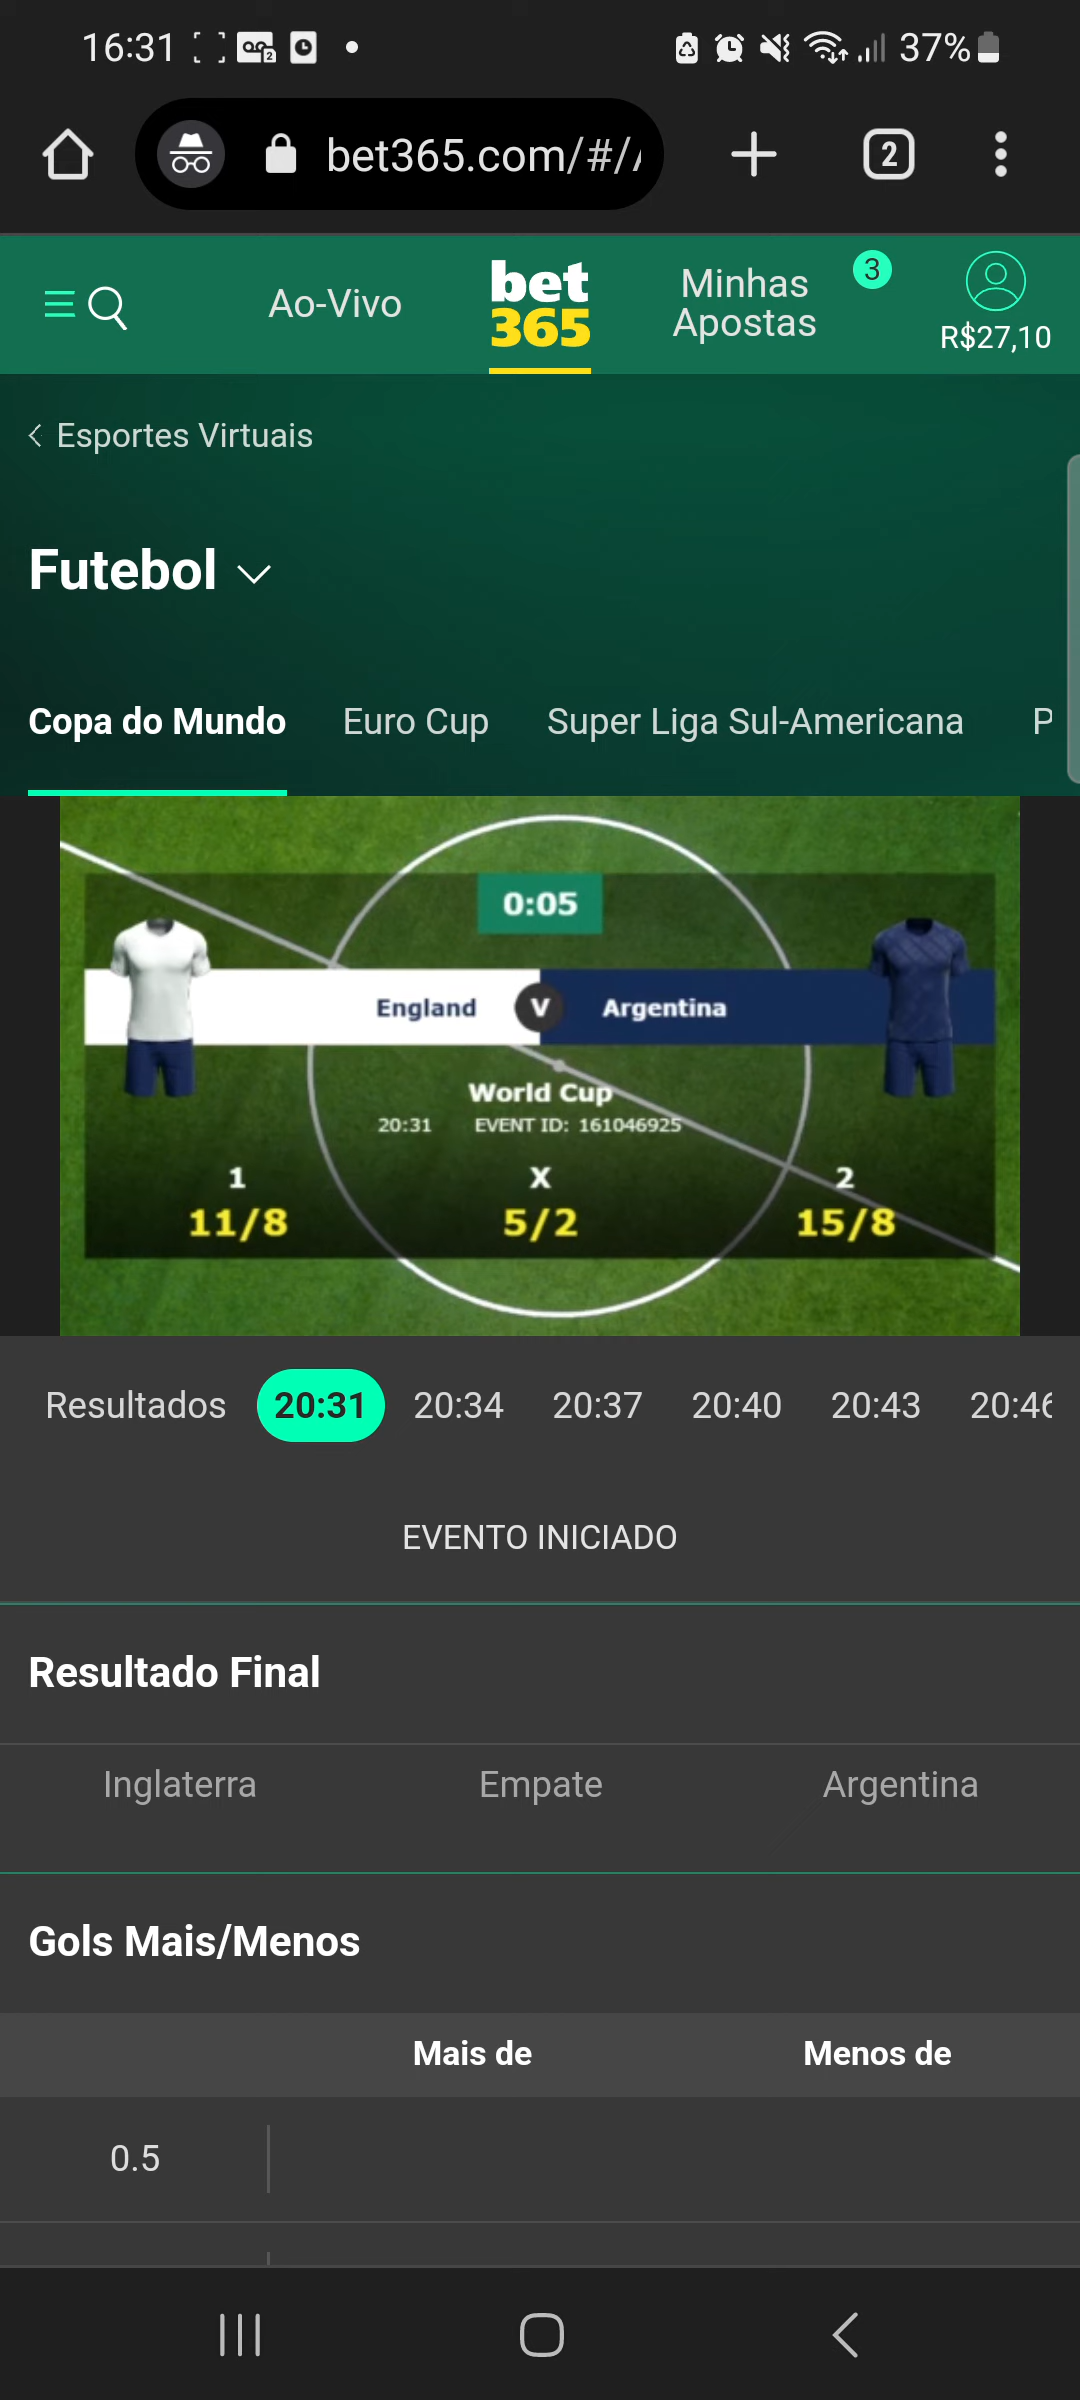 16:31 37%
bet365.com/#/
2
Ao-Vivo bet365 Minhas Apostas 3 R$27,10
Esportes Virtuais
Futebol
Copa do Mundo Euro Cup Super Liga Sul-Americana P
0:05
England V Argentina
World Cup
20:31 EVENT ID: 161046925
1 X 2
11/8 5/2 15/8
Resultados 20:31 20:34 20:37 20:40 20:43 20:46
EVENTO INICIADO
Resultado Final
Inglaterra Empate Argentina
Gols Mais/Menos
Mais de Menos de
0.5